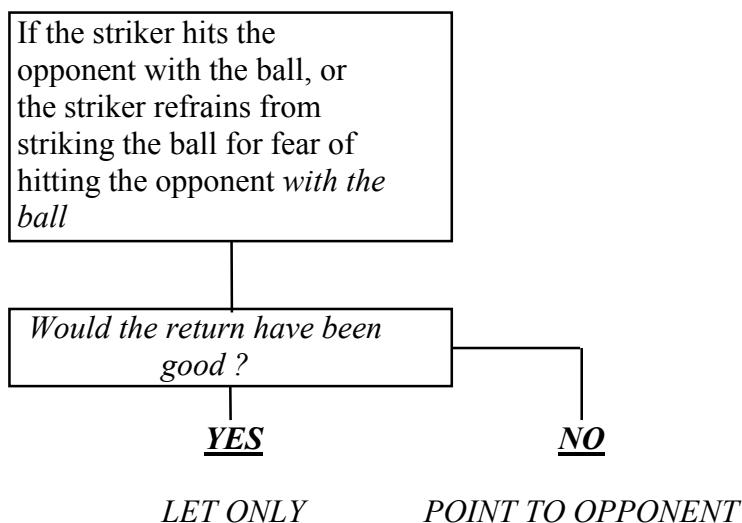 If the striker hits the
opponent with the ball, or
the striker refrains from
striking the ball for fear of
hitting the opponent with the
ball
Would the return have been
good ?
YES
NO
LET ONLY
POINT TO OPPONENT